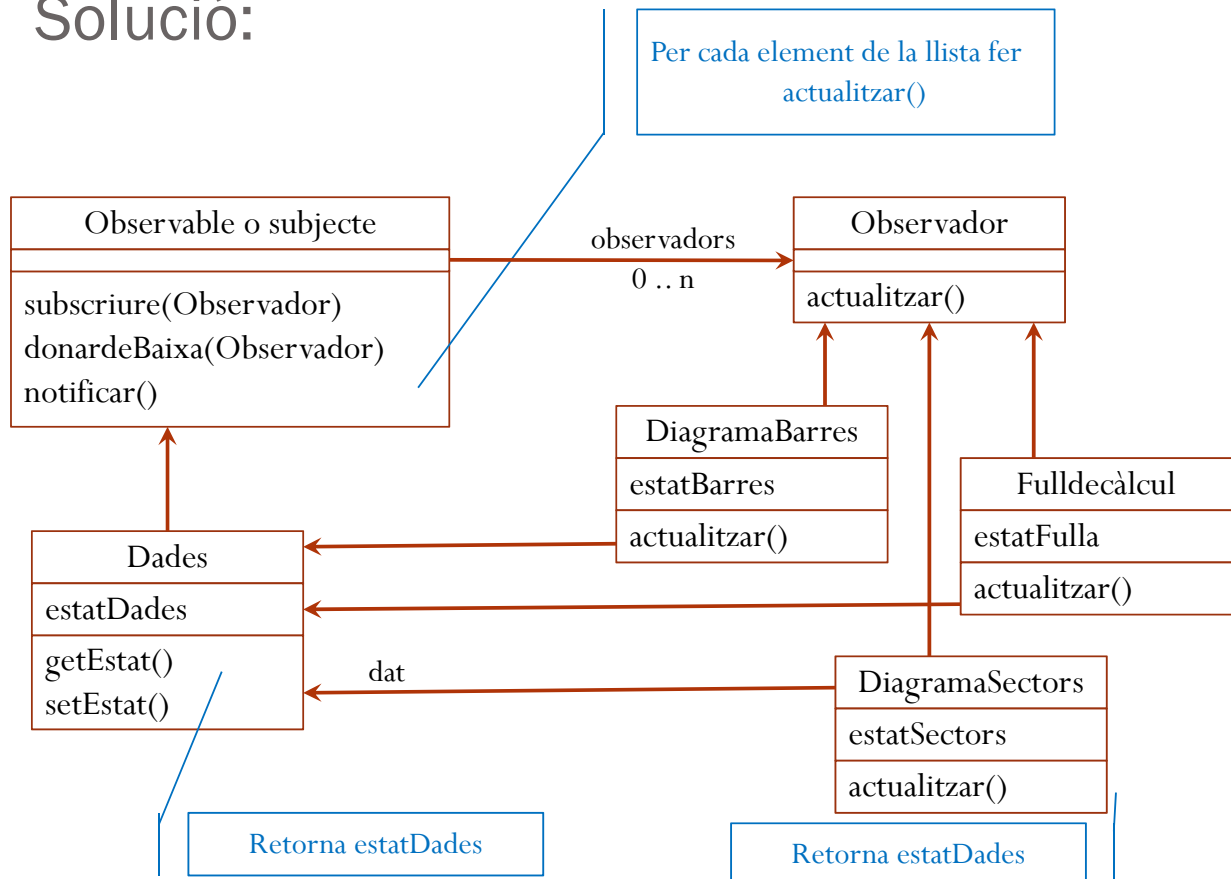 Solució:
Per cada element de la llista fer
actualitzar()
Observable o subjecte
subscriure(Observador)
donardeBaixa(Observador)
notificar()
observadors
0 .. n
Observador
actualitzar()
DiagramaBarres
estatBarres
actualitzar()
Fulldecàlcul
estatFulla
actualitzar()
Dades
estatDades
getEstat()
setEstat()
dat
DiagramaSectors
estatSectors
actualitzar()
Retorna estatDades
Retorna estatDades